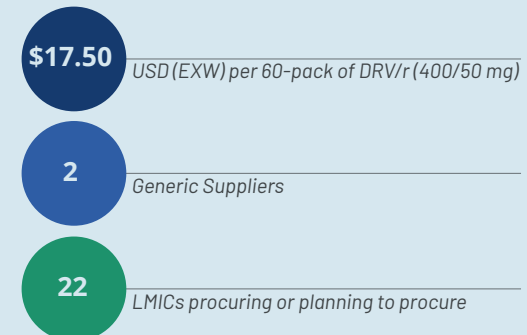 $17.50
USD (EXW) per 60-pack of DRV/r (400/50 mg)
2
Generic Suppliers
22
LMICs procuring or planning to procure